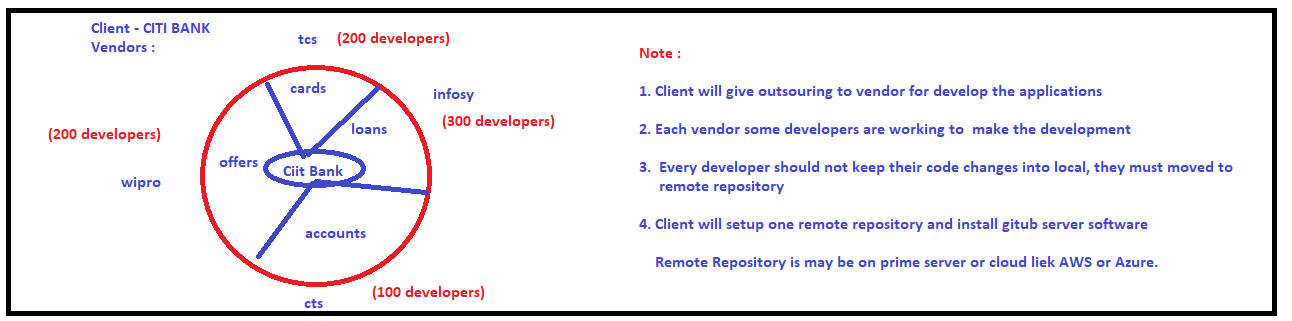 Client - CITI BANK
Vendors :
tcs (200 developers)
cards
infosy
(300 developers)
loans
(200 developers)
offers
Ciit Bank
wipro
accounts
(100 developers)
cts
Note :
1. Client will give outsouring to vendor for develop the applications
2. Each vendor some developers are working to make the development
3. Every developer should not keep their code changes into local, they must moved to
remote repository
4. Client will setup one remote repository and install gitub server software
Remote Repository is may be on prime server or cloud liek AWS or Azure.